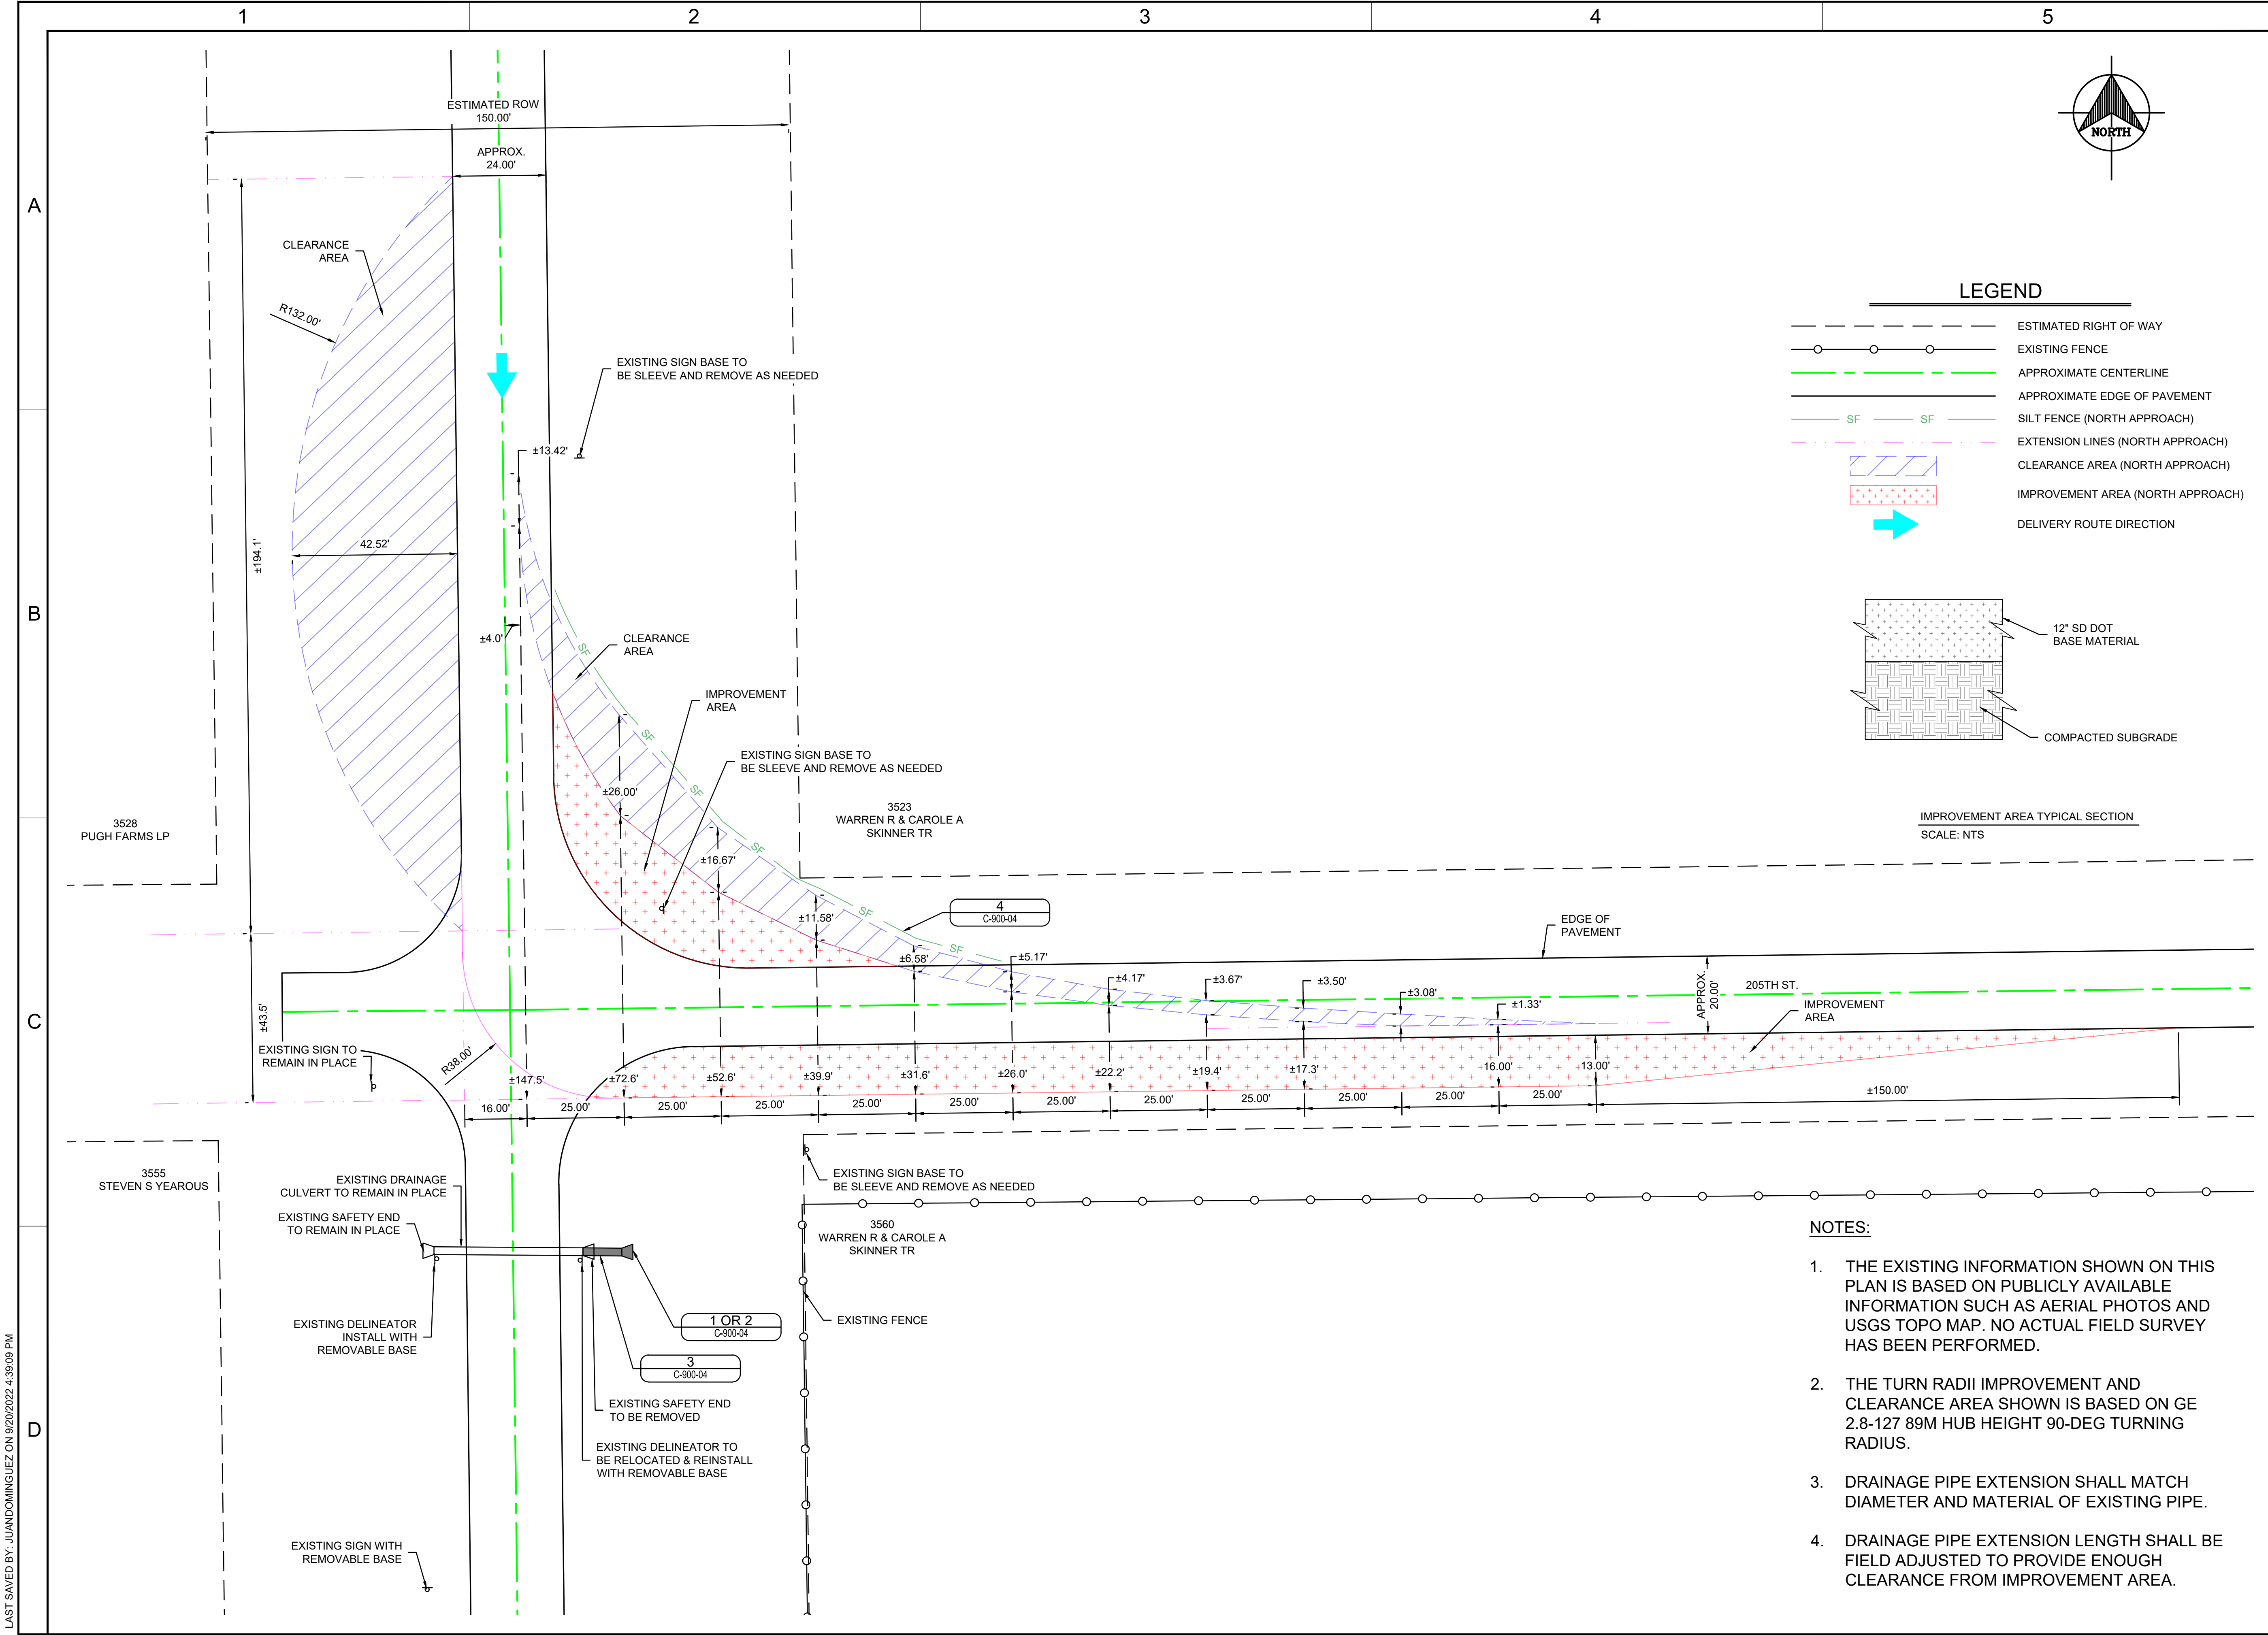 1
2
3
4
5
A
B
C
D
ESTIMATED ROW
150.00'
APPROX.
24.00'
CLEARANCE
AREA
R132.00'
EXISTING SIGN BASE TO
BE SLEEVE AND REMOVE AS NEEDED
±13.42'
±194.1'
42.52'
±4.0'
CLEARANCE
AREA
SF
IMPROVEMENT
AREA
SF
EXISTING SIGN BASE TO
BE SLEEVE AND REMOVE AS NEEDED
SF
±26.00'
3528
PUGH FARMS LP
3523
WARREN R & CAROLE A
SKINNER TR
SF
±16.67'
±11.58'
SF
4
C-900-04
SF
±6.58'
±5.17'
±4.17'
±3.67'
±3.50'
±3.08'
±1.33'
EDGE OF
PAVEMENT
APPROX.
20.00'
205TH ST.
IMPROVEMENT
AREA
±43.5'
EXISTING SIGN TO
REMAIN IN PLACE
R38.00'
±147.5'
±72.6'
±52.6'
±39.9'
±31.6'
±26.0'
±22.2'
±19.4'
±17.3'
16.00'
13.00'
16.00'
25.00'
25.00'
25.00'
25.00'
25.00'
25.00'
25.00'
25.00'
25.00'
25.00'
25.00'
±150.00'
3555
STEVEN S YEAROUS
EXISTING DRAINAGE
CULVERT TO REMAIN IN PLACE
EXISTING SAFETY END
TO REMAIN IN PLACE
EXISTING SIGN BASE TO
BE SLEEVE AND REMOVE AS NEEDED
3560
WARREN R & CAROLE A
SKINNER TR
EXISTING DELINEATOR
INSTALL WITH
REMOVABLE BASE
1 OR 2
C-900-04
EXISTING FENCE
3
C-900-04
EXISTING SAFETY END
TO BE REMOVED
EXISTING DELINEATOR TO
BE RELOCATED & REINSTALL
WITH REMOVABLE BASE
EXISTING SIGN WITH
REMOVABLE BASE
NORTH
LEGEND
ESTIMATED RIGHT OF WAY
EXISTING FENCE
APPROXIMATE CENTERLINE
APPROXIMATE EDGE OF PAVEMENT
SF SF SILT FENCE (NORTH APPROACH)
EXTENSION LINES (NORTH APPROACH)
CLEARANCE AREA (NORTH APPROACH)
IMPROVEMENT AREA (NORTH APPROACH)
DELIVERY ROUTE DIRECTION
12" SD DOT
BASE MATERIAL
COMPACTED SUBGRADE
IMPROVEMENT AREA TYPICAL SECTION
SCALE: NTS
NOTES:
1. THE EXISTING INFORMATION SHOWN ON THIS
PLAN IS BASED ON PUBLICLY AVAILABLE
INFORMATION SUCH AS AERIAL PHOTOS AND
USGS TOPO MAP. NO ACTUAL FIELD SURVEY
HAS BEEN PERFORMED.
2. THE TURN RADII IMPROVEMENT AND
CLEARANCE AREA SHOWN IS BASED ON GE
2.8-127 89M HUB HEIGHT 90-DEG TURNING
RADIUS.
3. DRAINAGE PIPE EXTENSION SHALL MATCH
DIAMETER AND MATERIAL OF EXISTING PIPE.
4. DRAINAGE PIPE EXTENSION LENGTH SHALL BE
FIELD ADJUSTED TO PROVIDE ENOUGH
CLEARANCE FROM IMPROVEMENT AREA.
LAST SAVED BY: JUANDOMINGUEZ ON 9/20/2022 4:39:09 PM